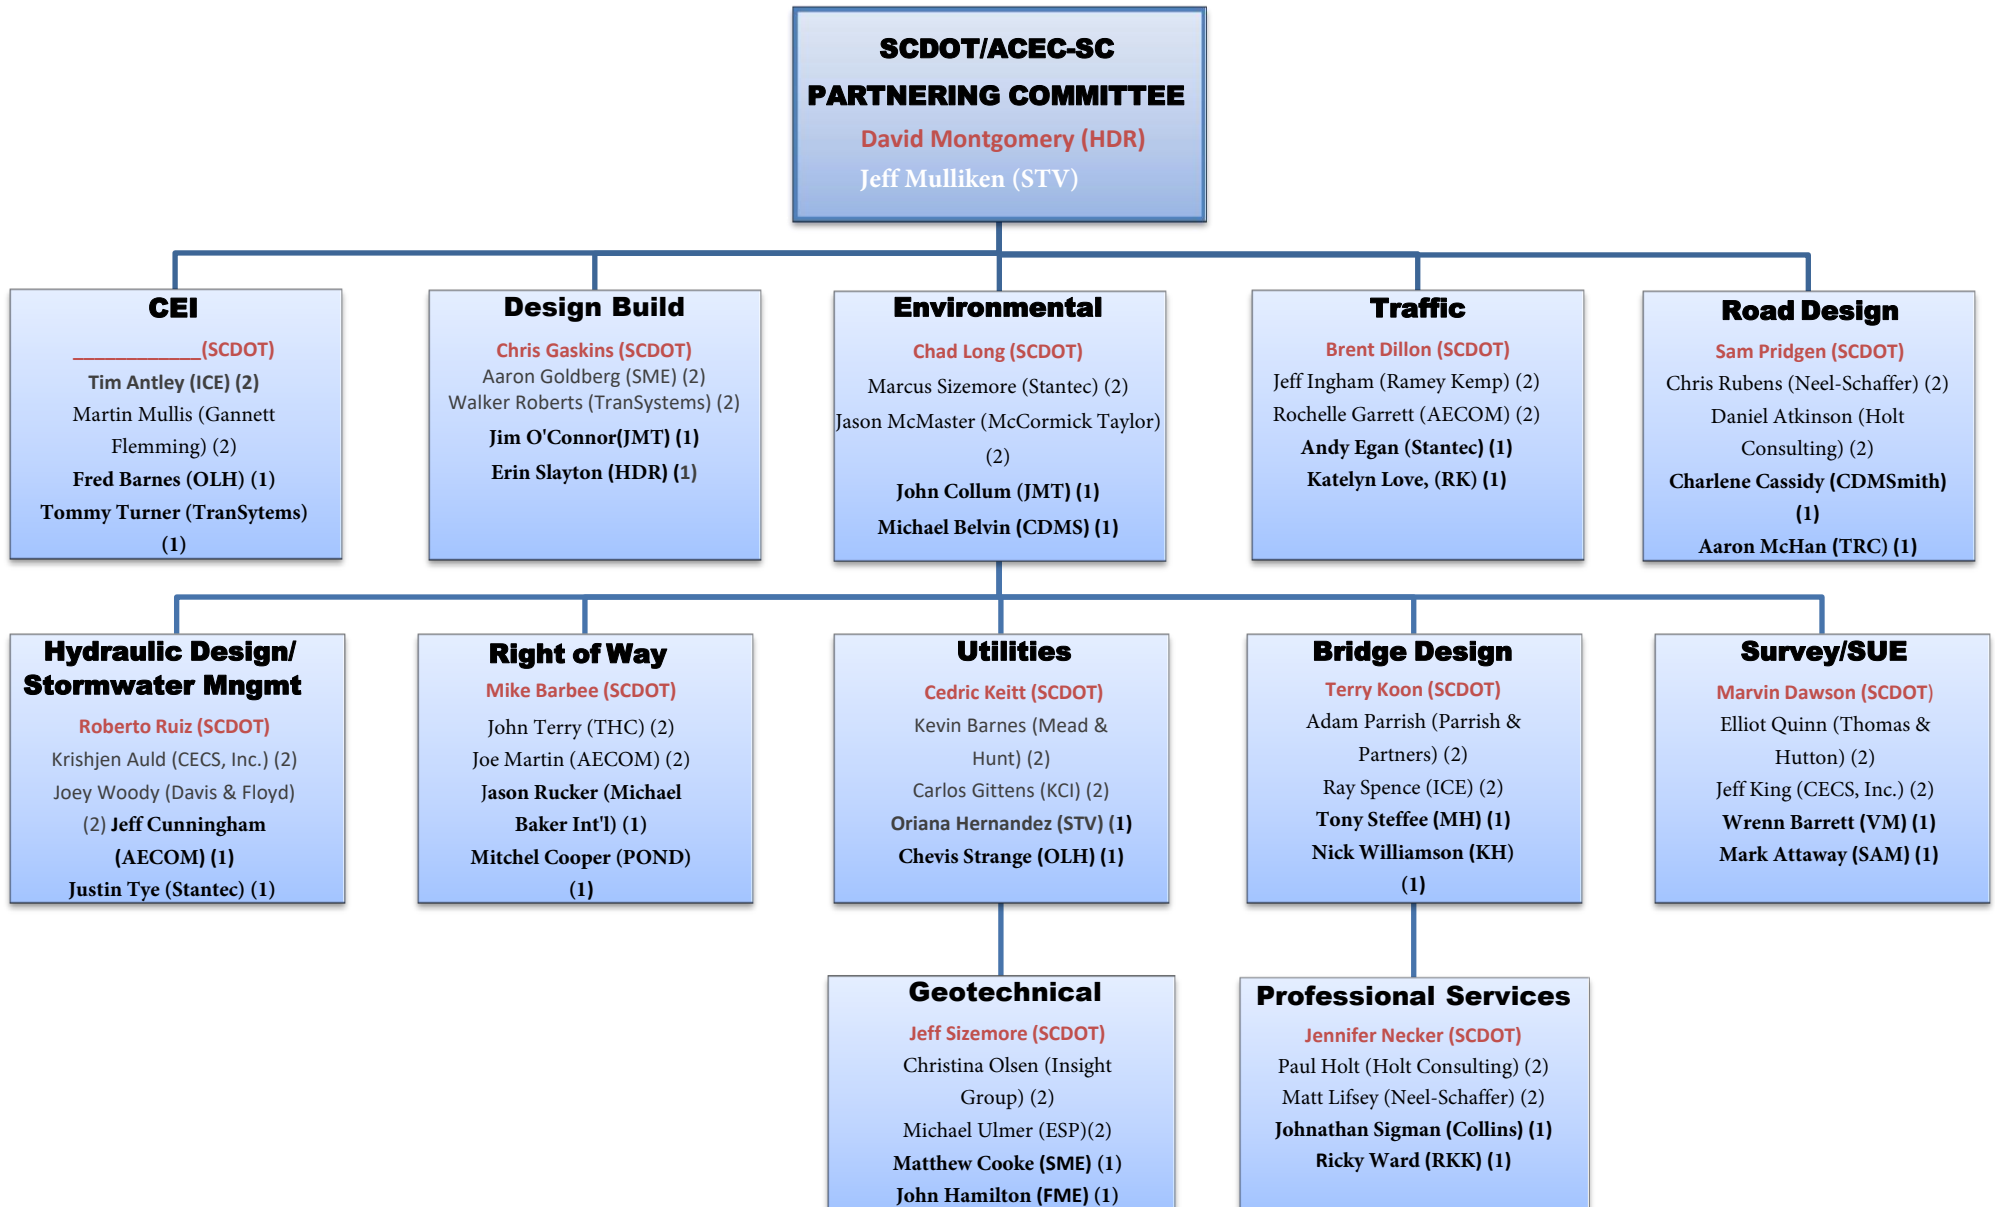 SCDOT/ACEC-SC
PARTNERING COMMITTEE
David Montgomery (HDR)
Jeff Mulliken (STV)
CEI
____________(SCDOT)
Tim Antley (ICE) (2)
Martin Mullis (Gannett
Flemming) (2)
Fred Barnes (OLH) (1)
Tommy Turner (TranSytems)
(1)
Design Build
Chris Gaskins (SCDOT)
Aaron Goldberg (SME) (2)
Walker Roberts (TranSystems) (2)
Jim O'Connor(JMT) (1)
Erin Slayton (HDR) (1)
Environmental
Chad Long (SCDOT)
Marcus Sizemore (Stantec) (2)
Jason McMaster (McCormick Taylor)
(2)
John Collum (JMT) (1)
Michael Belvin (CDMS) (1)
Traffic
Brent Dillon (SCDOT)
Jeff Ingham (Ramey Kemp) (2)
Rochelle Garrett (AECOM) (2)
Andy Egan (Stantec) (1)
Katelyn Love, (RK) (1)
Road Design
Sam Pridgen (SCDOT)
Chris Rubens (Neel-Schaffer) (2)
Daniel Atkinson (Holt
Consulting) (2)
Charlene Cassidy (CDMSmith)
(1)
Aaron McHan (TRC) (1)
Hydraulic Design/
Stormwater Mngmt
Roberto Ruiz (SCDOT)
Krishjen Auld (CECS, Inc.) (2)
Joey Woody (Davis & Floyd)
(2) Jeff Cunningham
(AECOM) (1)
Justin Tye (Stantec) (1)
Right of Way
Mike Barbee (SCDOT)
John Terry (THC) (2)
Joe Martin (AECOM) (2)
Jason Rucker (Michael
Baker Int'l) (1)
Mitchel Cooper (POND)
(1)
Utilities
Cedric Keitt (SCDOT)
Kevin Barnes (Mead &
Hunt) (2)
Carlos Gittens (KCI) (2)
Oriana Hernandez (STV) (1)
Chevis Strange (OLH) (1)
Bridge Design
Terry Koon (SCDOT)
Adam Parrish (Parrish &
Partners) (2)
Ray Spence (ICE) (2)
Tony Steffee (MH) (1)
Nick Williamson (KH)
(1)
Survey/SUE
Marvin Dawson (SCDOT)
Elliot Quinn (Thomas &
Hutton) (2)
Jeff King (CECS, Inc.) (2)
Wrenn Barrett (VM) (1)
Mark Attaway (SAM) (1)
Geotechnical
Jeff Sizemore (SCDOT)
Christina Olsen (Insight
Group) (2)
Michael Ulmer (ESP)(2)
Matthew Cooke (SME) (1)
John Hamilton (FME) (1)
Professional Services
Jennifer Necker (SCDOT)
Paul Holt (Holt Consulting) (2)
Matt Lifsey (Neel-Schaffer) (2)
Johnathan Sigman (Collins) (1)
Ricky Ward (RKK) (1)